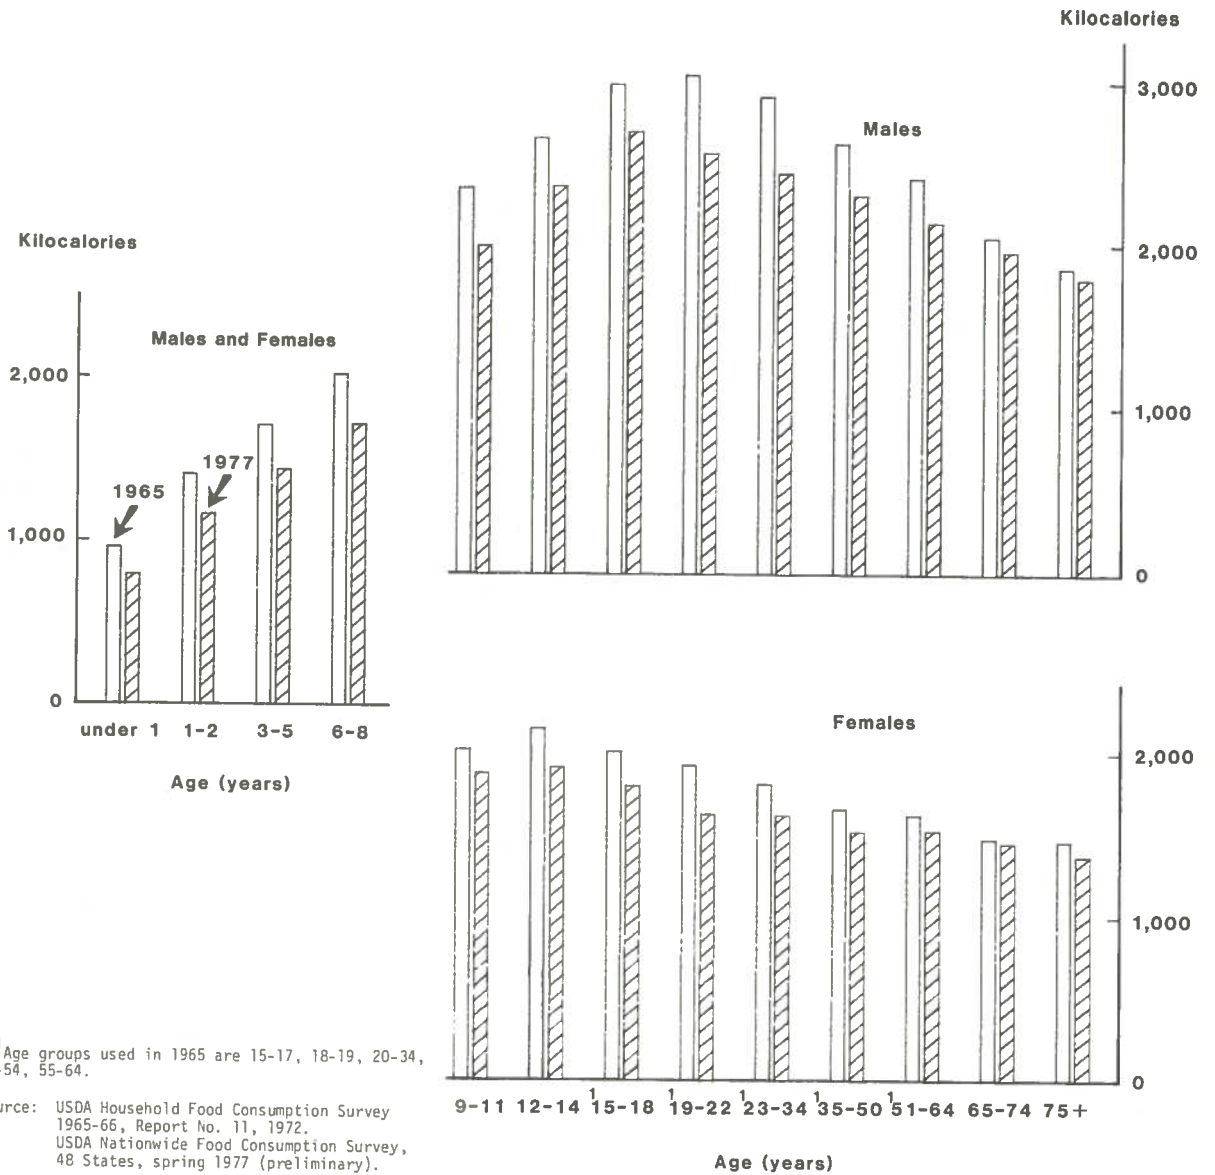 Kilocalories
Males
3,000
2,000
1,000
0
Kilocalories
Males and Females
2,000
1,000
0
1965
1977
under 1 1-2 3-5 6-8
Age (years)
Females
2,000
1,000
0
9-11 12-14 1 15-18 1 19-22 1 23-34 1 35-50 1 51-64 65-74 75+
Age (years)
Age groups used in 1965 are 15-17, 18-19, 20-34,
-54, 55-64.
USDA Household Food Consumption Survey
1965-66, Report No. 11, 1972.
USDA Nationwide Food Consumption Survey,
48 States, spring 1977 (preliminary).